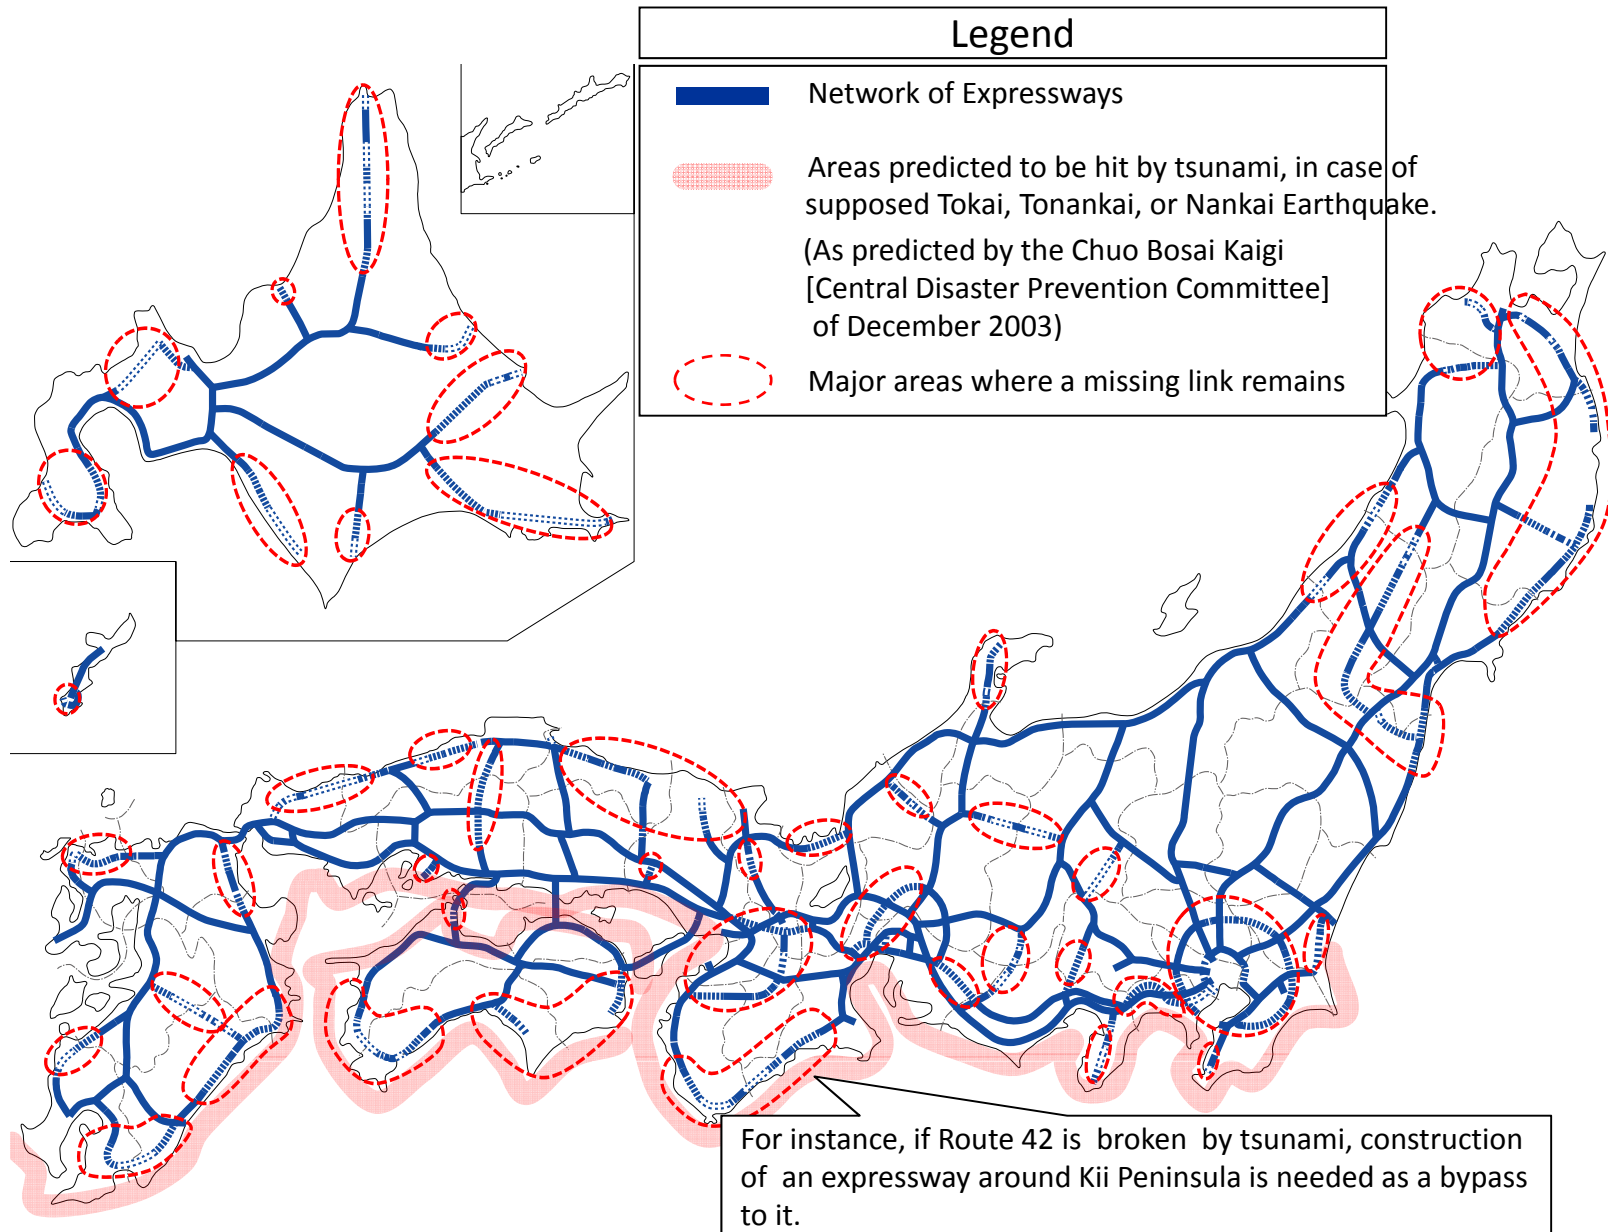 Legend
Network of Expressways
Areas predicted to be hit by tsunami, in case of
supposed Tokai, Tonankai, or Nankai Earthquake.
(As predicted by the Chuo Bosai Kaigi
[Central Disaster Prevention Committee]
of December 2003)
Major areas where a missing link remains
For instance, if Route 42 is broken by tsunami, construction
of an expressway around Kii Peninsula is needed as a bypass
to it.